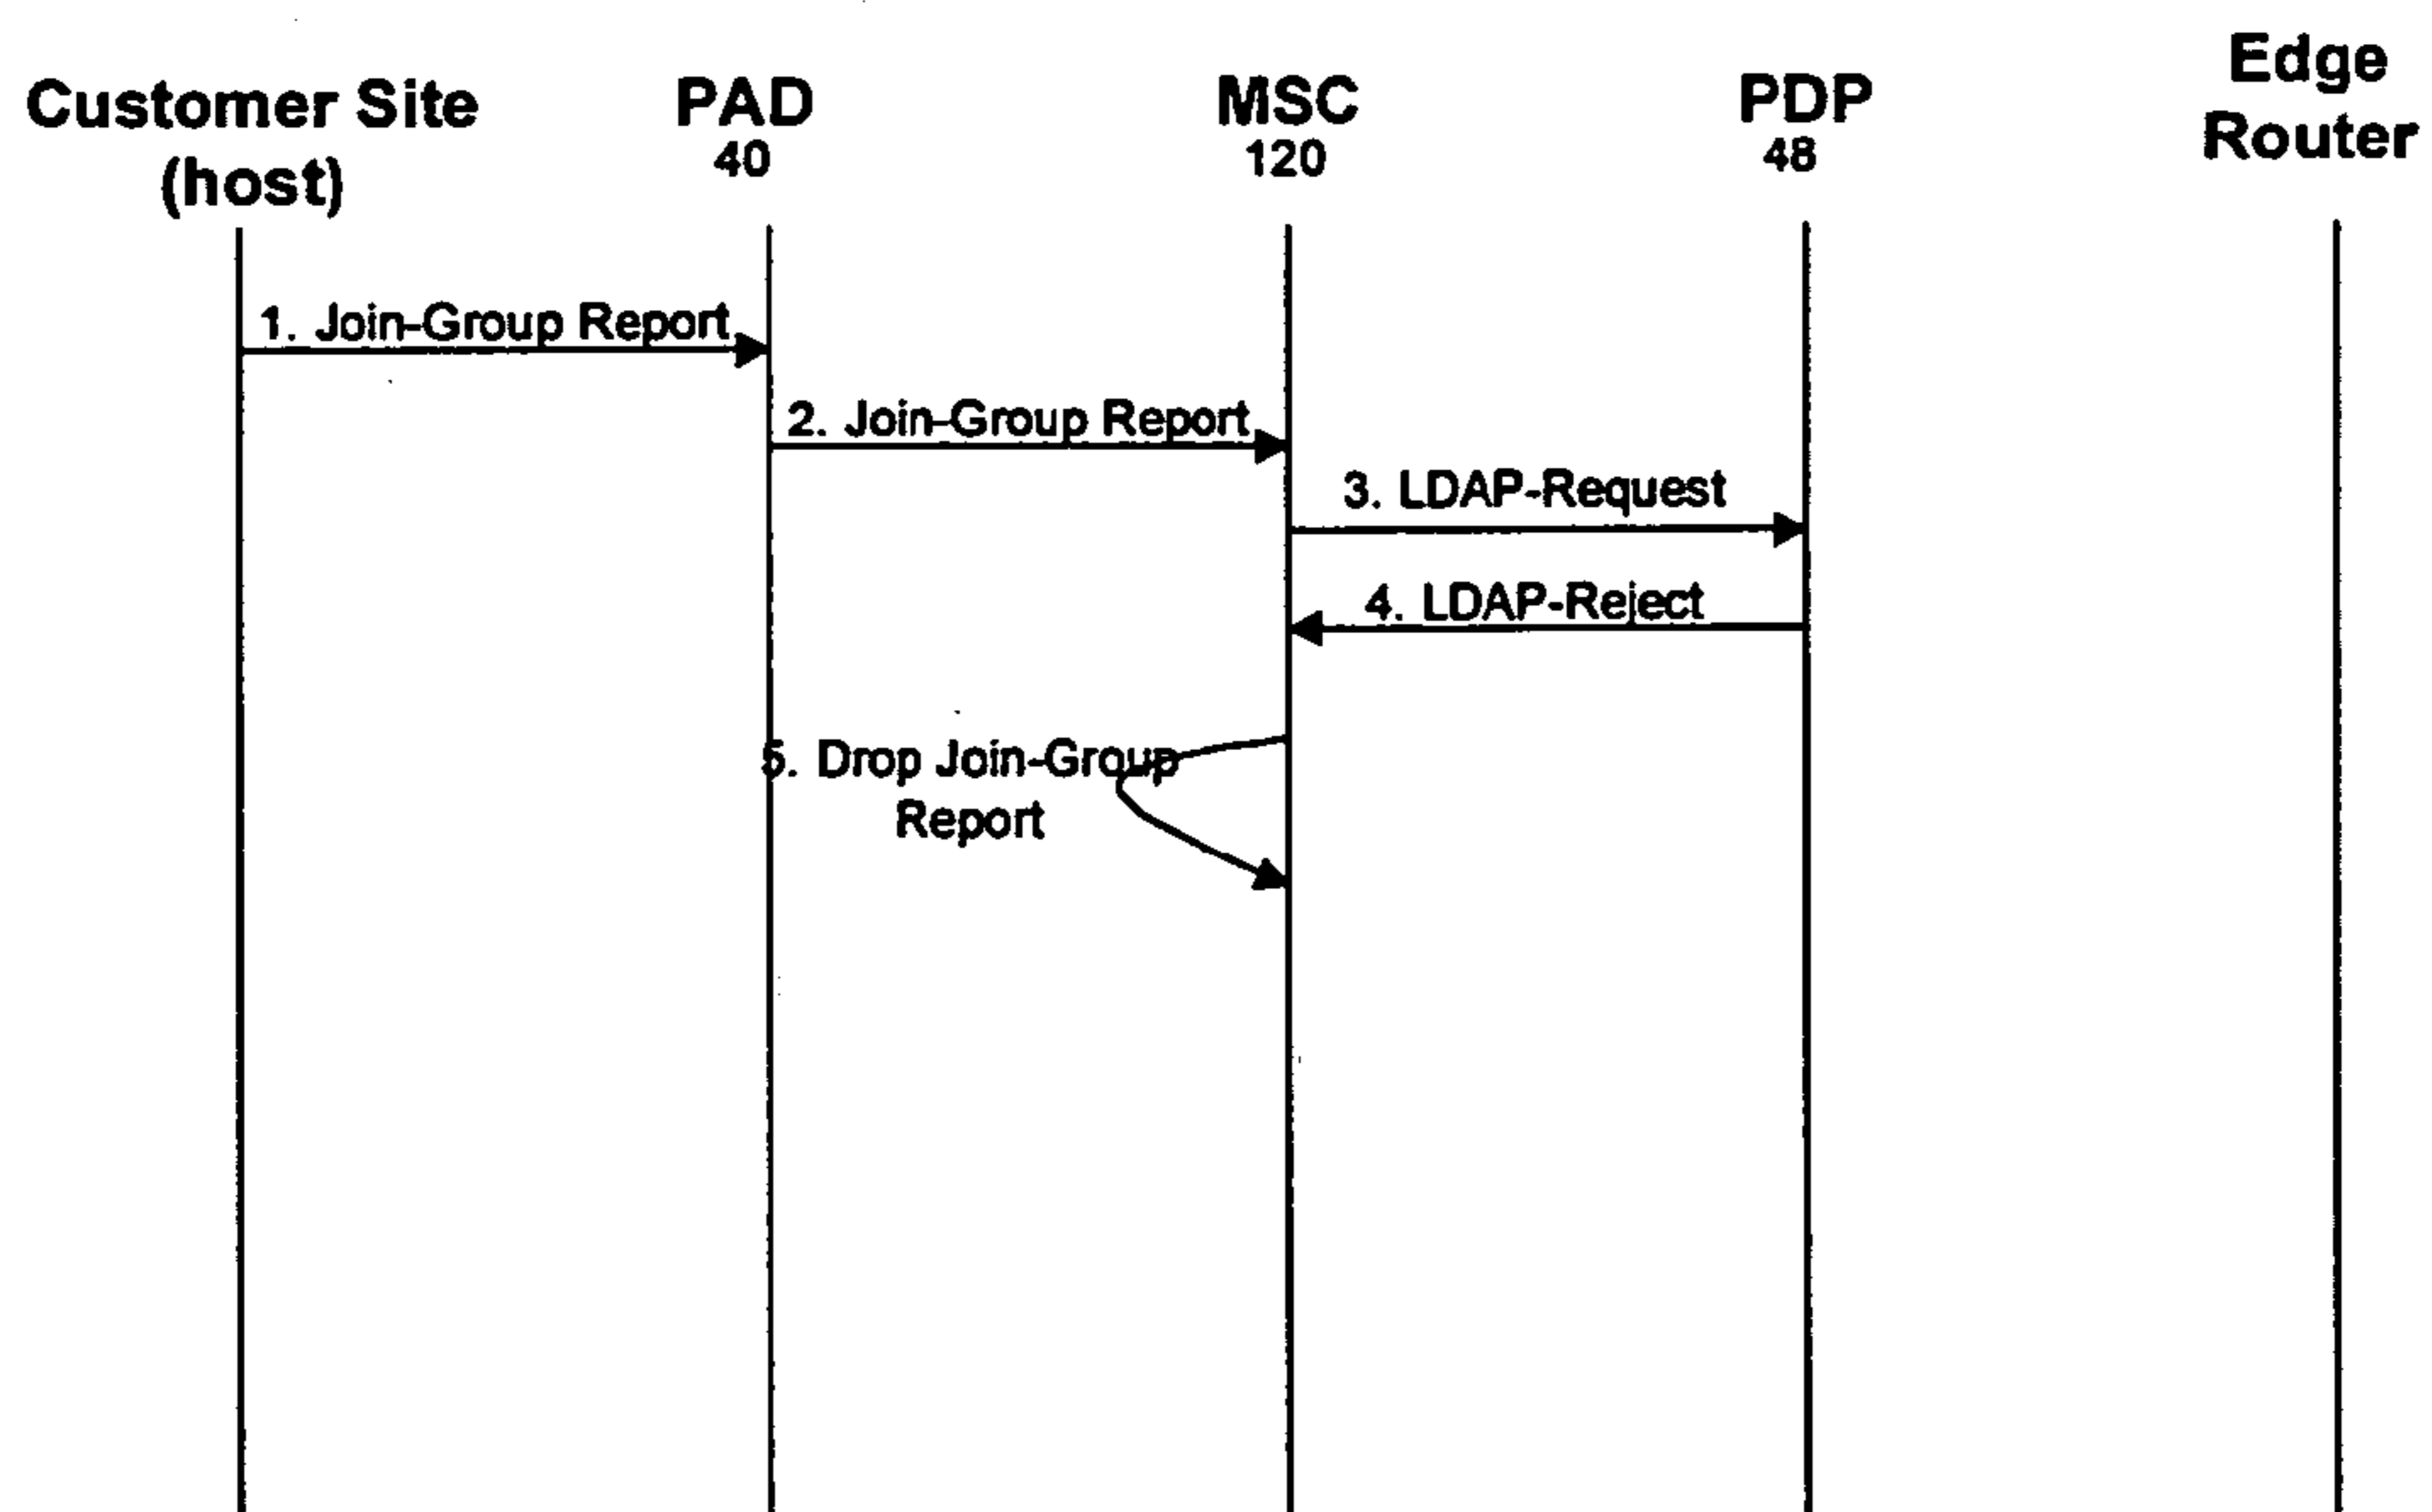 Customer Site
(host)
PAD
40
MSC
120
PDP
48
Edge
Router
1. Join-Group Report
2. Join-Group Report
3. LDAP-Request
4. LDAP-Reject
5. Drop Join-Group
Report